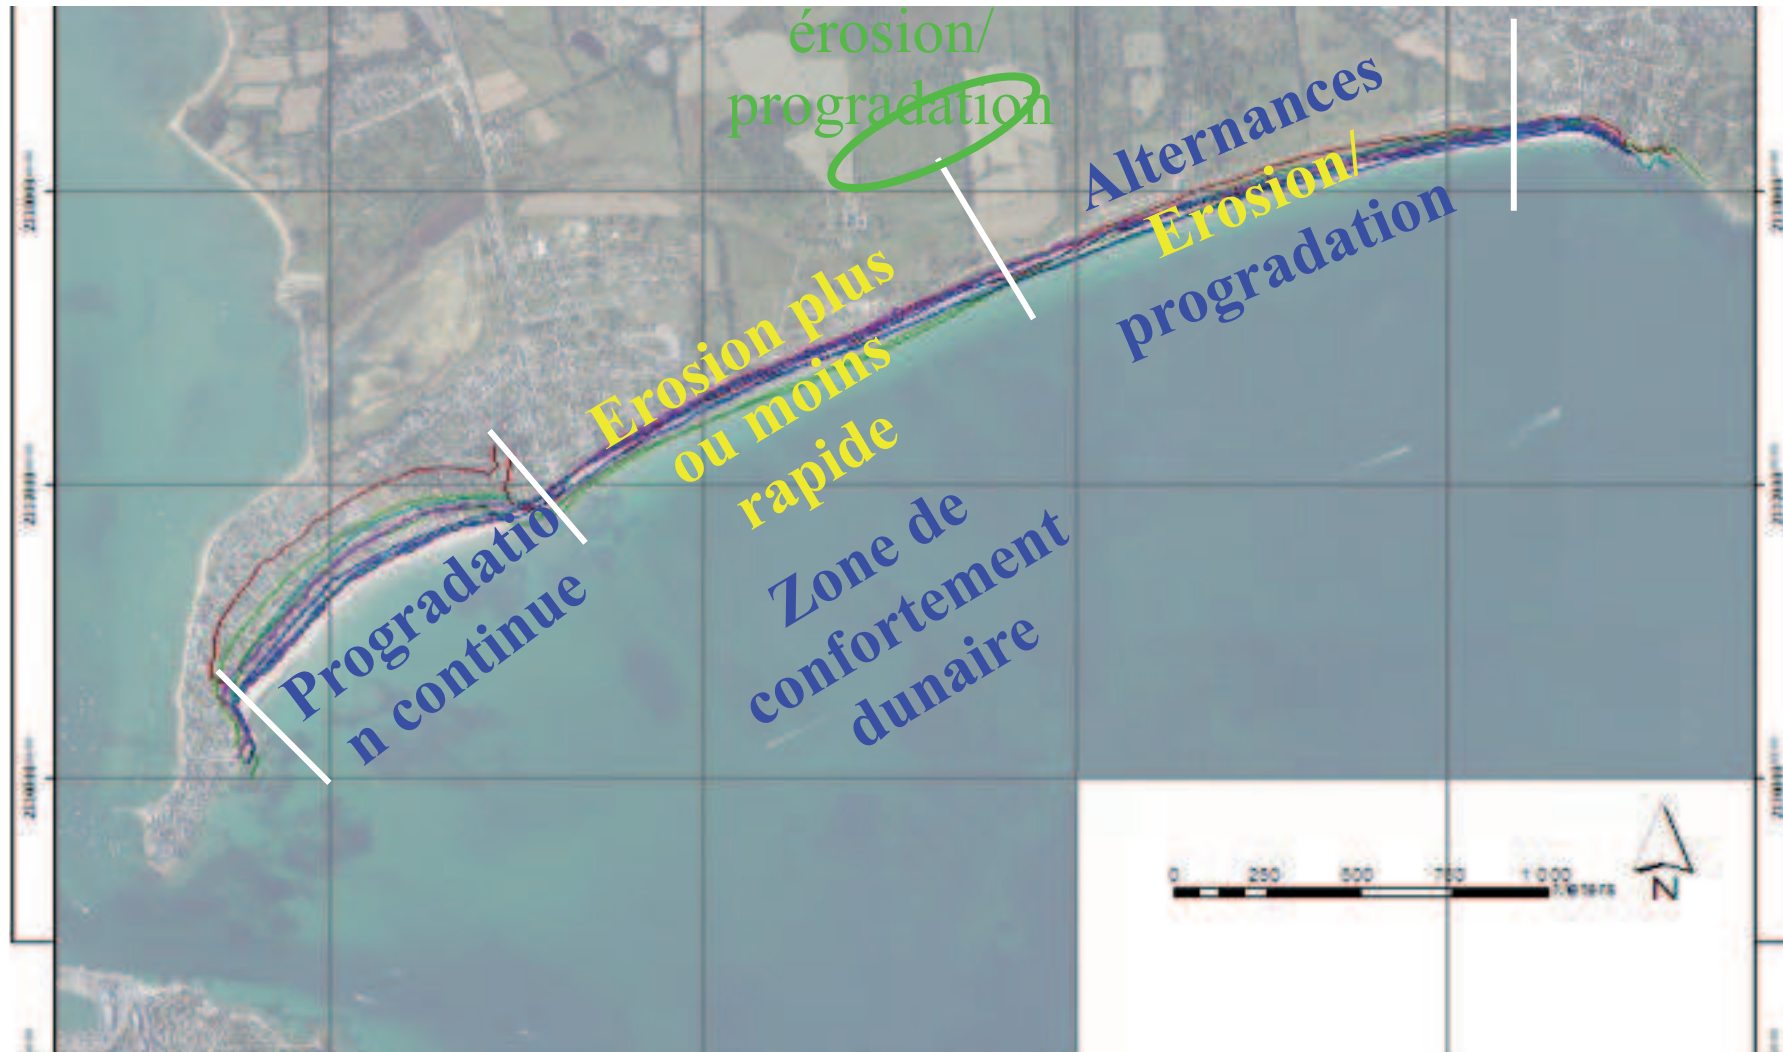 érosion/
progradation
Alternances
Erosion/
progradation
Erosion plus
ou moins
rapide
Zone de
confortement
dunaire
Progradatio
n continue
0 250 500 750 1 000
Meters
N